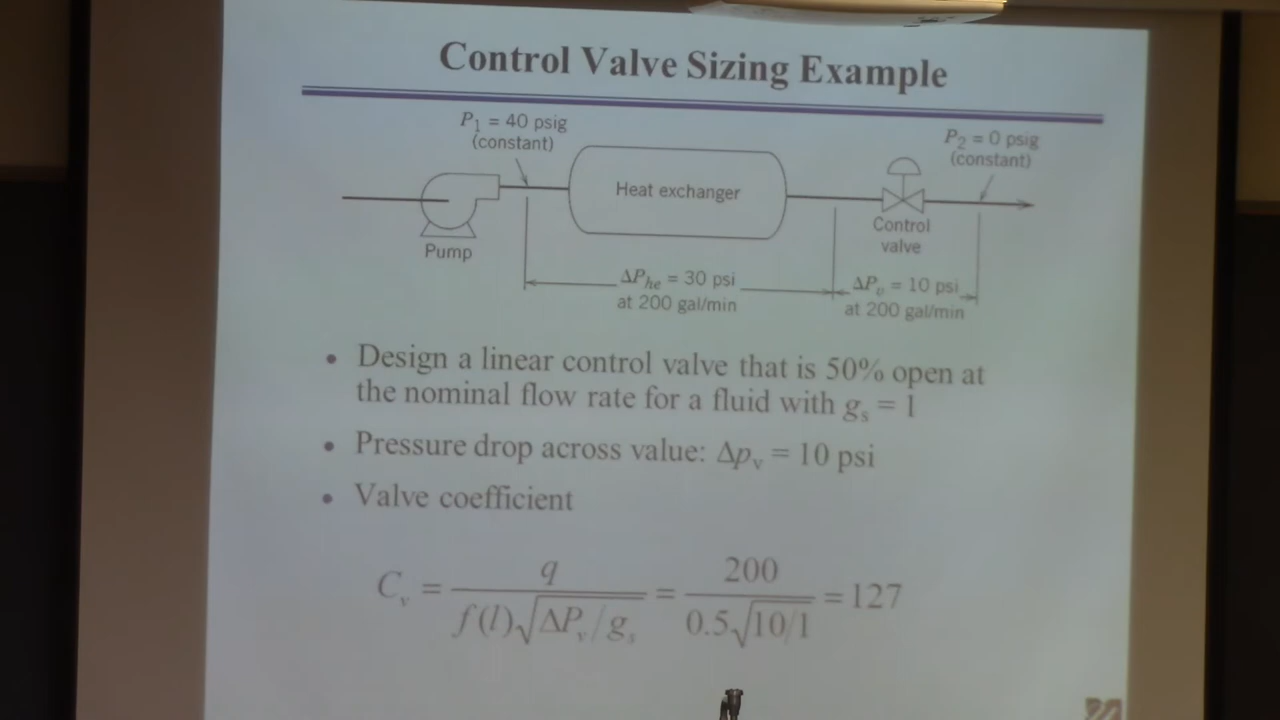 Control Valve Sizing Example
P₁ = 40 psig
(constant)
P₂ = 0 psig
(constant)
Heat exchanger
Pump
Control
valve
ΔPhe = 30 psi
at 200 gal/min
ΔPv = 10 psi
at 200 gal/min
• Design a linear control valve that is 50% open at
the nominal flow rate for a fluid with gs = 1
• Pressure drop across value: Δpv = 10 psi
• Valve coefficient
Cv = q / f(l)√ΔPv/gs = 200 / 0.5√10/1 = 127